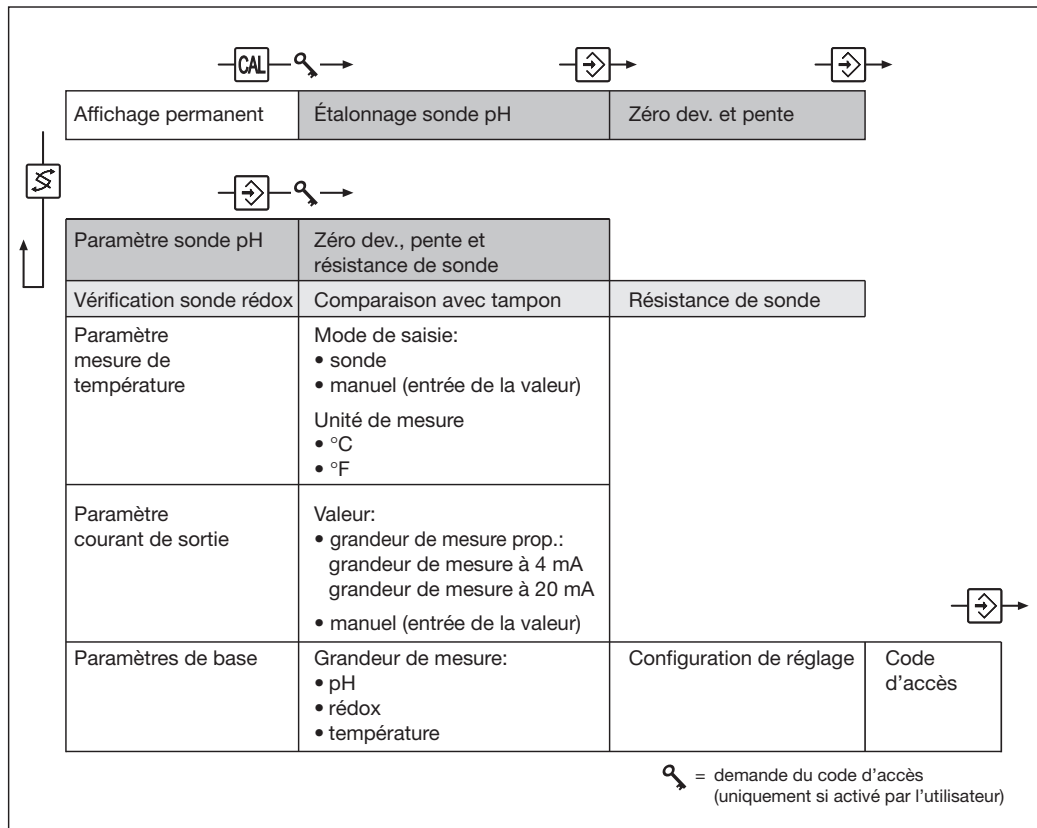 CAL
Affichage permanent
Étalonnage sonde pH
Zéro dev. et pente
Paramètre sonde pH
Zéro dev., pente et
résistance de sonde
Vérification sonde rédox
Comparaison avec tampon
Résistance de sonde
Paramètre
mesure de
température
Mode de saisie:
• sonde
• manuel (entrée de la valeur)
Unité de mesure
• °C
• °F
Paramètre
courant de sortie
Valeur:
• grandeur de mesure prop.:
grandeur de mesure à 4 mA
grandeur de mesure à 20 mA
• manuel (entrée de la valeur)
Paramètres de base
Grandeur de mesure:
• pH
• rédox
• température
Configuration de réglage
Code
d'accès
= demande du code d'accès
(uniquement si activé par l'utilisateur)